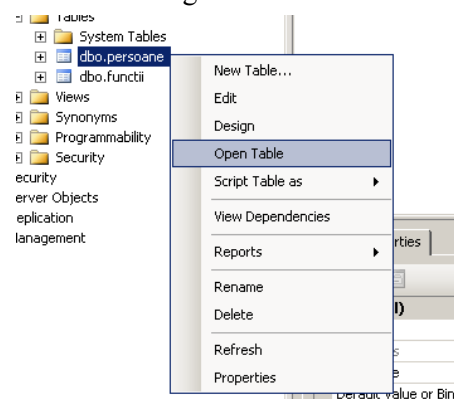 Tables
System Tables
dbo.persoane
dbo.functii
Views
Synonyms
Programmability
Security
ecurity
erver Objects
eplication
lanagement
New Table...
Edit
Design
Open Table
Script Table as
View Dependencies
Reports
Rename
Delete
Refresh
Properties
rties
l)
s
e
Default Value or Bin